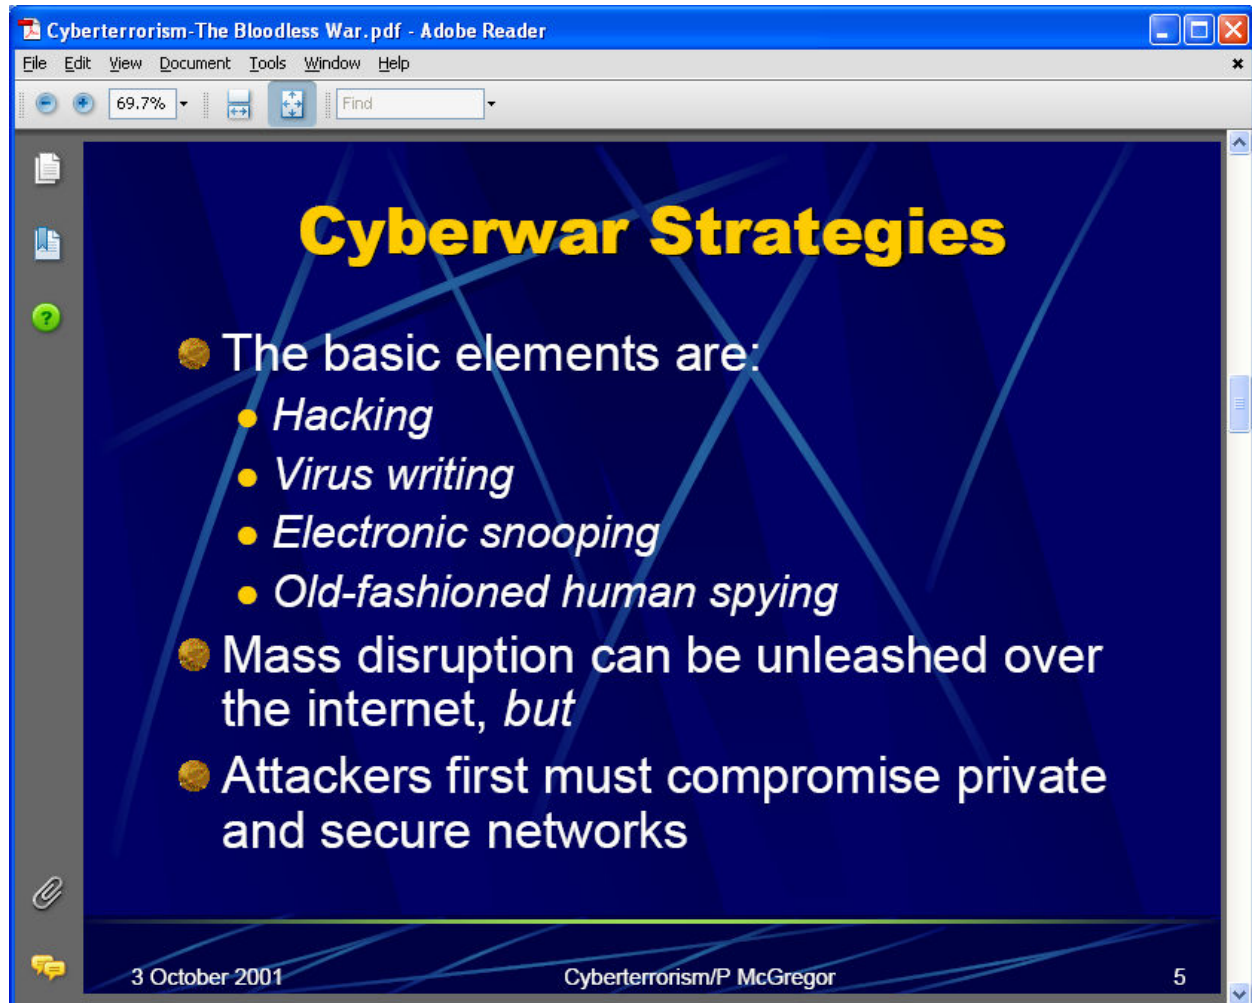 Cyberterrorism-The Bloodless War.pdf - Adobe Reader
File Edit View Document Tools Window Help
69.7% Find
Cyberwar Strategies
The basic elements are:
Hacking
Virus writing
Electronic snooping
Old-fashioned human spying
Mass disruption can be unleashed over
the internet, but
Attackers first must compromise private
and secure networks
3 October 2001 Cyberterrorism/P McGregor 5